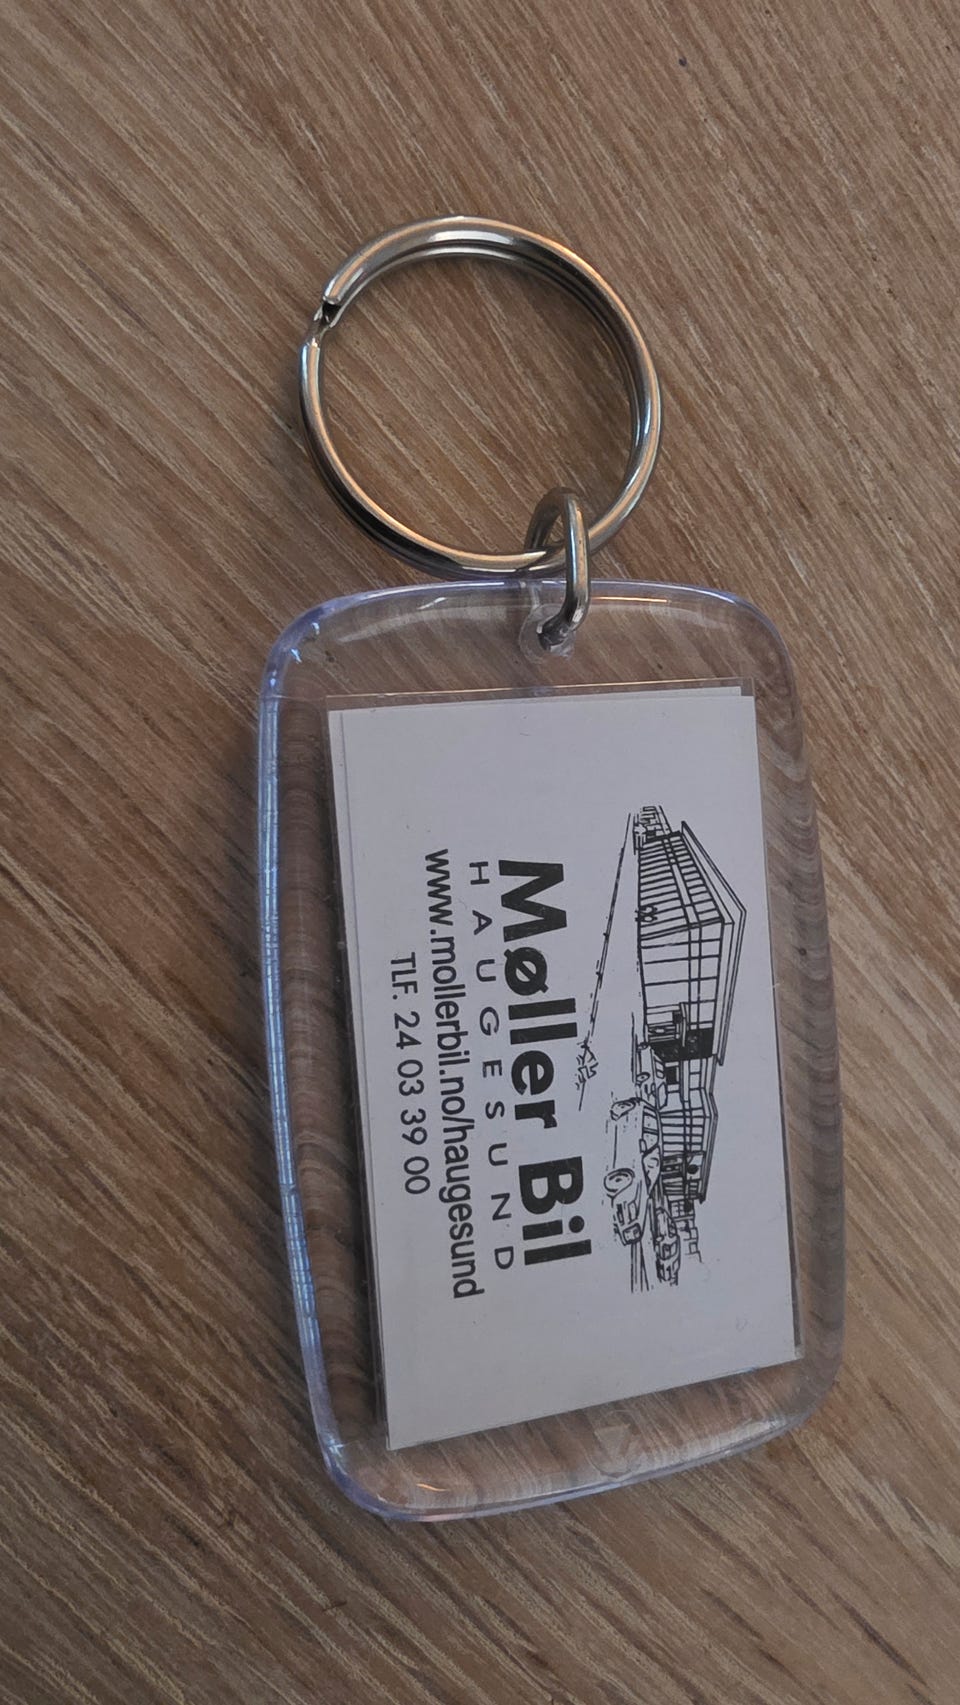 Møller Bil
HAUGESUND
www.mollerbil.no/haugesund
TLF. 24 03 39 00